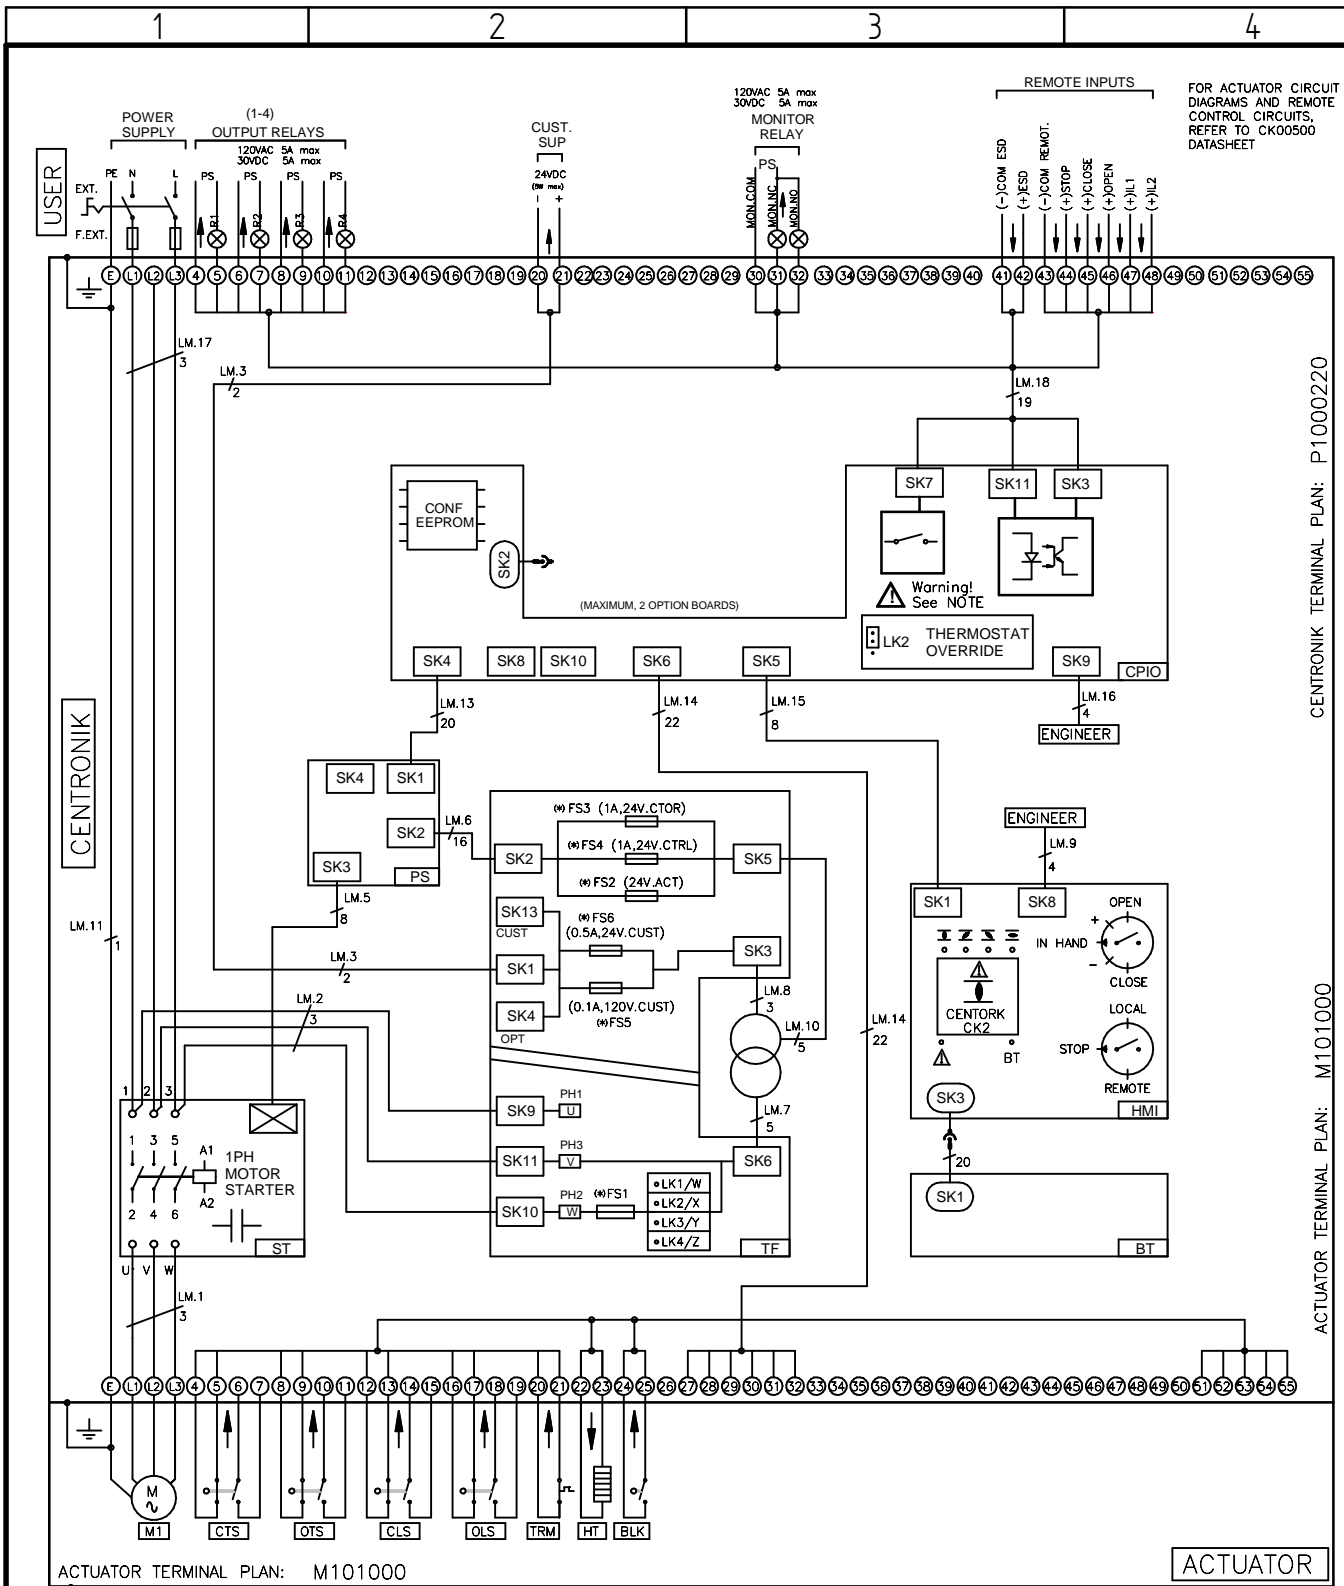 1 2 3 4
POWER
SUPPLY
(1-4)
OUTPUT RELAYS
120VAC 5A max
30VDC 5A max
CUST.
SUP
24VDC
(5W max)
- +
120VAC 5A max
30VDC 5A max
MONITOR
RELAY
REMOTE INPUTS
FOR ACTUATOR CIRCUIT
DIAGRAMS AND REMOTE
CONTROL CIRCUITS,
REFER TO CK00500
DATASHEET
USER
EXT.
F.EXT.
PE N L
PS PS PS PS
R1 R2 R3 R4
PS
MON.COM
MON.NC
MON.NO
(-)COM ESD
(+)ESD
(-)COM REMOT.
(+)STOP
(+)CLOSE
(+)OPEN
(+)IL1
(+)IL2
E L1 L2 L3 4 5 6 7 8 9 10 11 12 13 14 15 16 17 18 19 20 21 22 23 24 25 26 27 28 29 30 31 32 33 34 35 36 37 38 39 40 41 42 43 44 45 46 47 48 49 50 51 52 53 54 55
LM.17
3
LM.3
2
LM.18
19
CENTRONIK TERMINAL PLAN: P1000220
CONF
EEPROM
SK2
SK7
SK11
SK3
Warning!
See NOTE
(MAXIMUM, 2 OPTION BOARDS)
LK2
THERMOSTAT
OVERRIDE
SK4
SK8
SK10
SK6
SK5
SK9
CPIO
LM.13
20
LM.14
22
LM.15
8
LM.16
4
ENGINEER
CENTRONIK
SK4
SK1
SK2
SK3
PS
LM.6
16
LM.5
8
LM.11
1
LM.3
2
LM.2
3
(*)FS3 (1A,24V.CTOR)
(*)FS4 (1A,24V.CTRL)
(*)FS2 (24V.ACT)
SK2
SK5
SK13
CUST
(*)FS6
(0.5A,24V.CUST)
SK1
SK3
SK4
OPT
(0.1A,120V.CUST)
(*)FS5
LM.8
3
LM.10
5
LM.7
5
SK9
PH1
U
SK11
PH3
V
SK6
SK10
PH2
W
(*)FS1
LK1/W
LK2/X
LK3/Y
LK4/Z
TF
LM.14
22
ENGINEER
LM.9
4
SK1
SK8
OPEN
+
IN HAND
-
CLOSE
CENTORK
CK2
BT
LOCAL
STOP
REMOTE
SK3
HMI
20
SK1
BT
1 2 3
1 3 5
A1
A2
1PH
MOTOR
STARTER
2 4 6
ST
U V W
LM.1
3
ACTUATOR TERMINAL PLAN: M101000
E L1 L2 L3 4 5 6 7 8 9 10 11 12 13 14 15 16 17 18 19 20 21 22 23 24 25 26 27 28 29 30 31 32 33 34 35 36 37 38 39 40 41 42 43 44 45 46 47 48 49 50 51 52 53 54 55
M
M1
CTS
OTS
CLS
OLS
TRM
HT
BLK
ACTUATOR TERMINAL PLAN: M101000
ACTUATOR